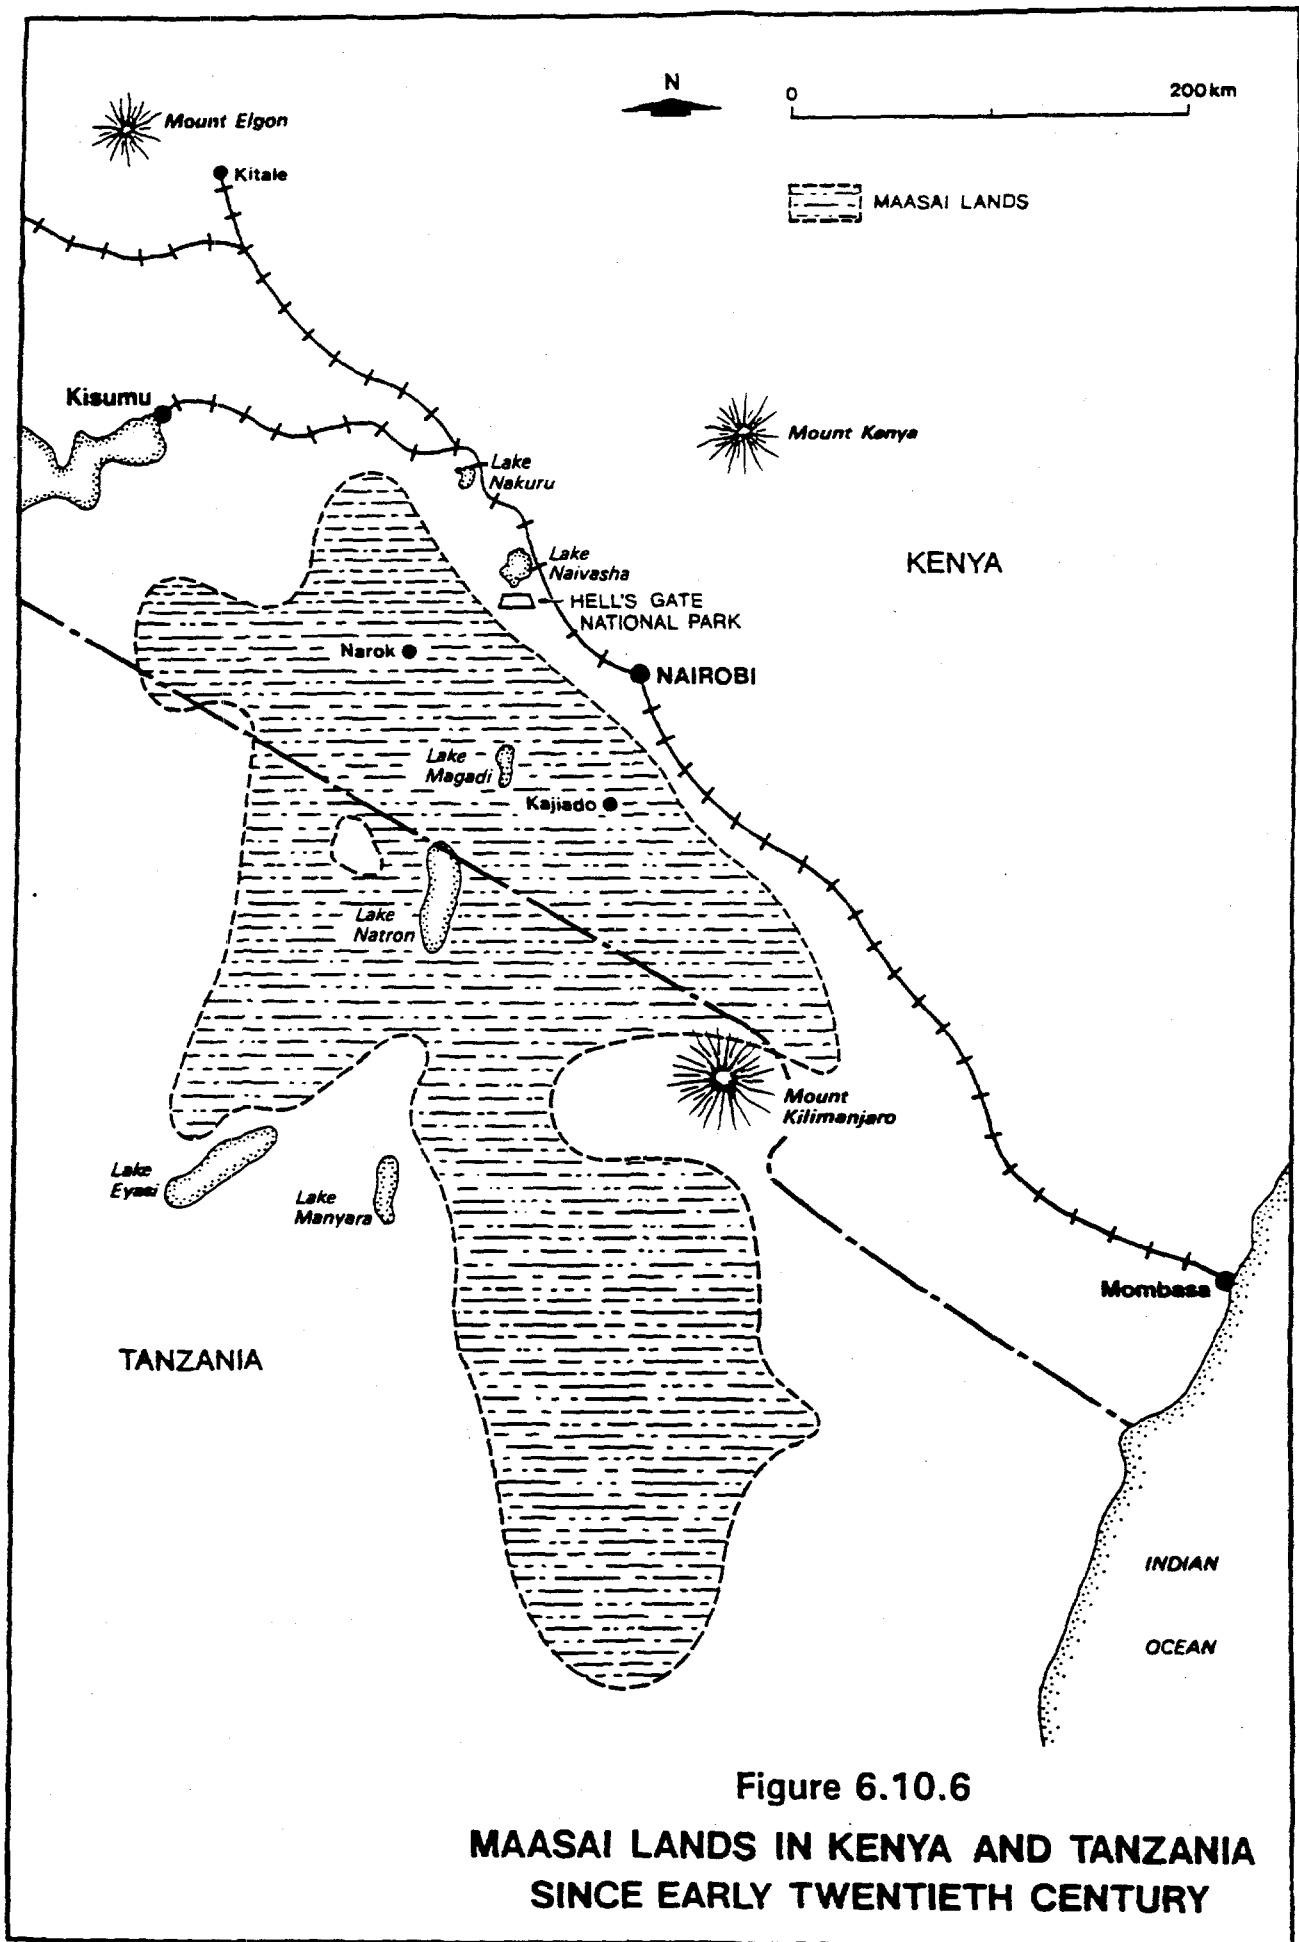 N
0
200km
Mount Elgon
Kitale
MAASAI LANDS
Kisumu
Mount Kenya
Lake
Nakuru
KENYA
Lake
Naivasha
HELL'S GATE
NATIONAL PARK
Narok
NAIROBI
Lake
Magadi
Kajiado
Lake
Natron
Mount
Kilimanjaro
Lake
Eyasi
Lake
Manyara
Mombasa
TANZANIA
INDIAN
OCEAN
Figure 6.10.6
MAASAI LANDS IN KENYA AND TANZANIA
SINCE EARLY TWENTIETH CENTURY